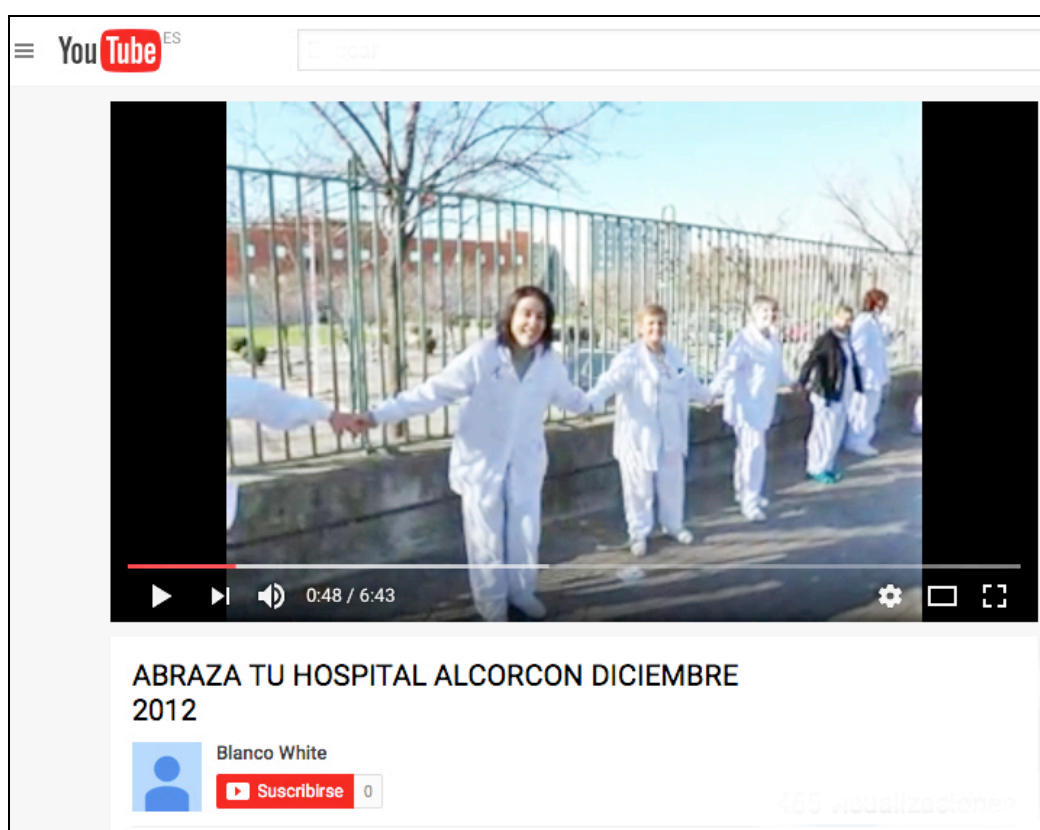 YouTube ES
0:48 / 6:43
ABRAZA TU HOSPITAL ALCORCON DICIEMBRE
2012
Blanco White
Suscribirse 0